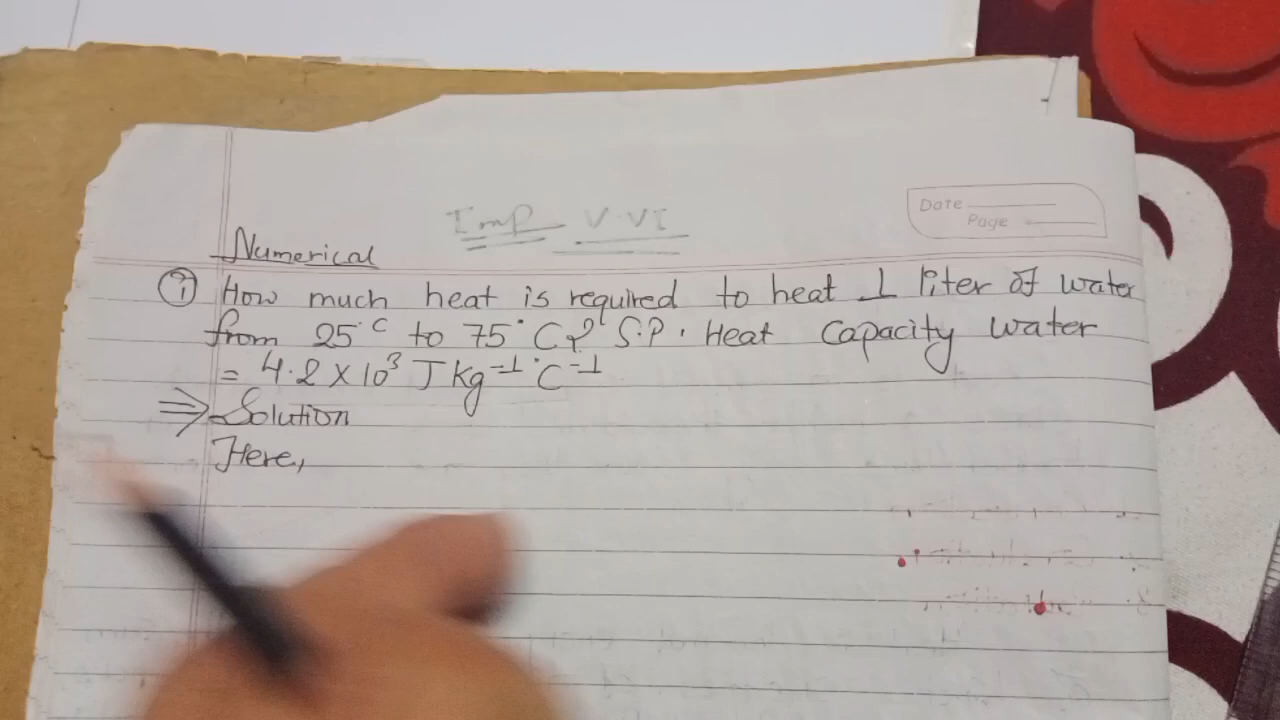 Imp V.VI
Date
Page
Numerical
① How much heat is required to heat 1 liter of water
from 25°C to 75°C? S.P. Heat Capacity water
= 4.2 × 10³ J kg⁻¹ °C⁻¹
⇒ Solution
Here,